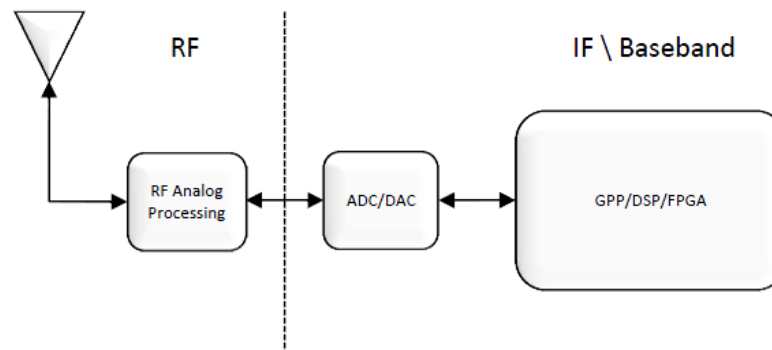 RF
IF \ Baseband
RF Analog
Processing
ADC/DAC
GPP/DSP/FPGA